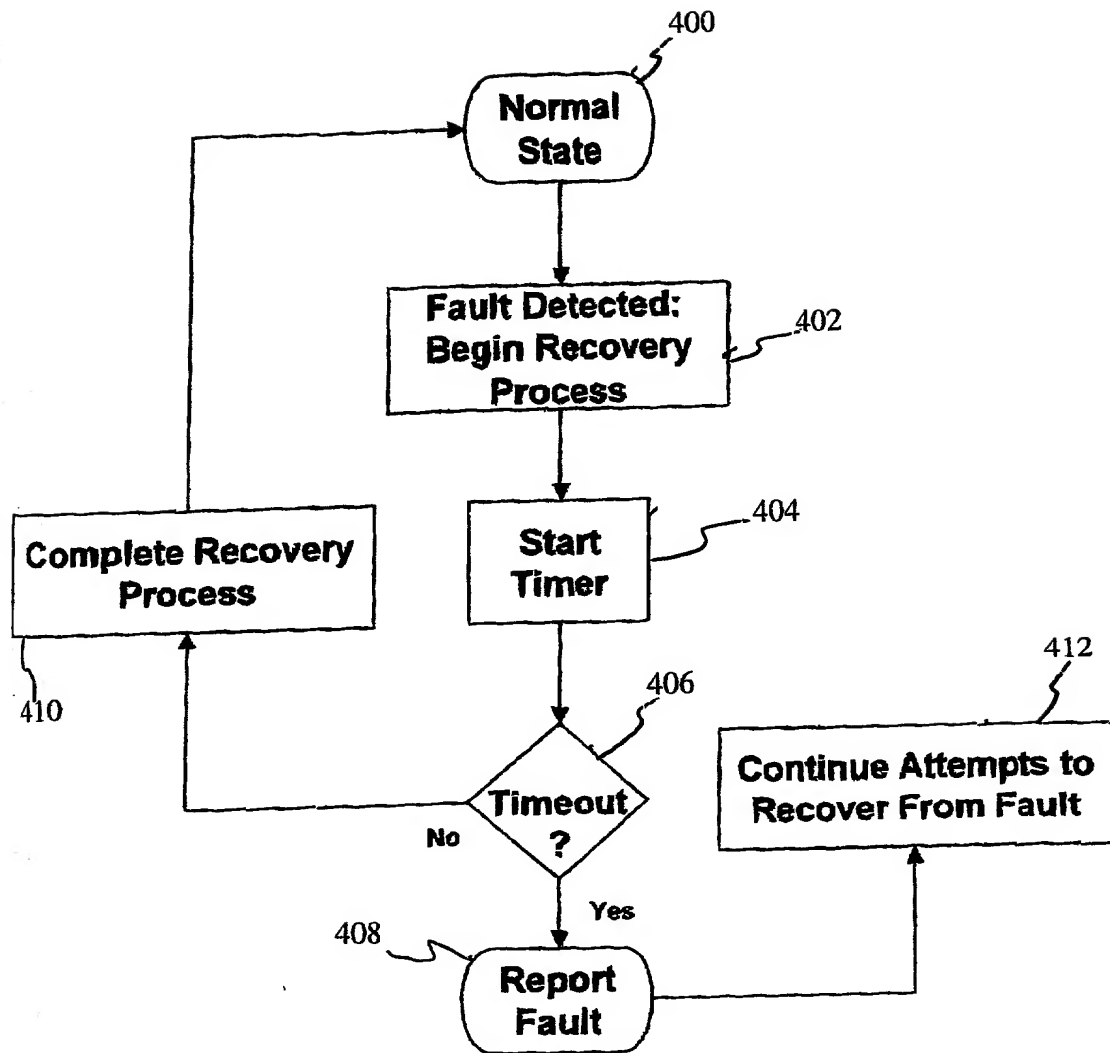 400
Normal
State
Fault Detected:
Begin Recovery
Process
402
Start
Timer
404
Complete Recovery
Process
410
406
Timeout
?
No
Yes
412
Continue Attempts to
Recover From Fault
408
Report
Fault